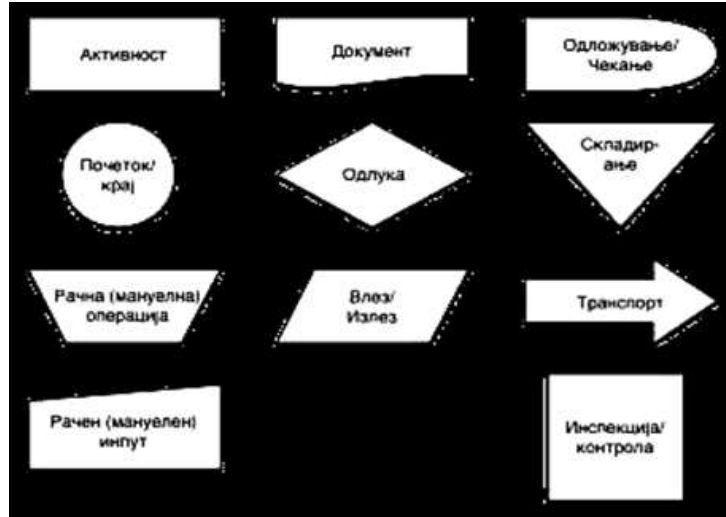 Активност
Документ
Одложување/
Чекање
Почеток/
крај
Одлука
Складир-
ање
Рачна (мануелна)
операција
Влез/
Излез
Транспорт
Рачен (мануелен)
инпут
Инспекција/
контрола